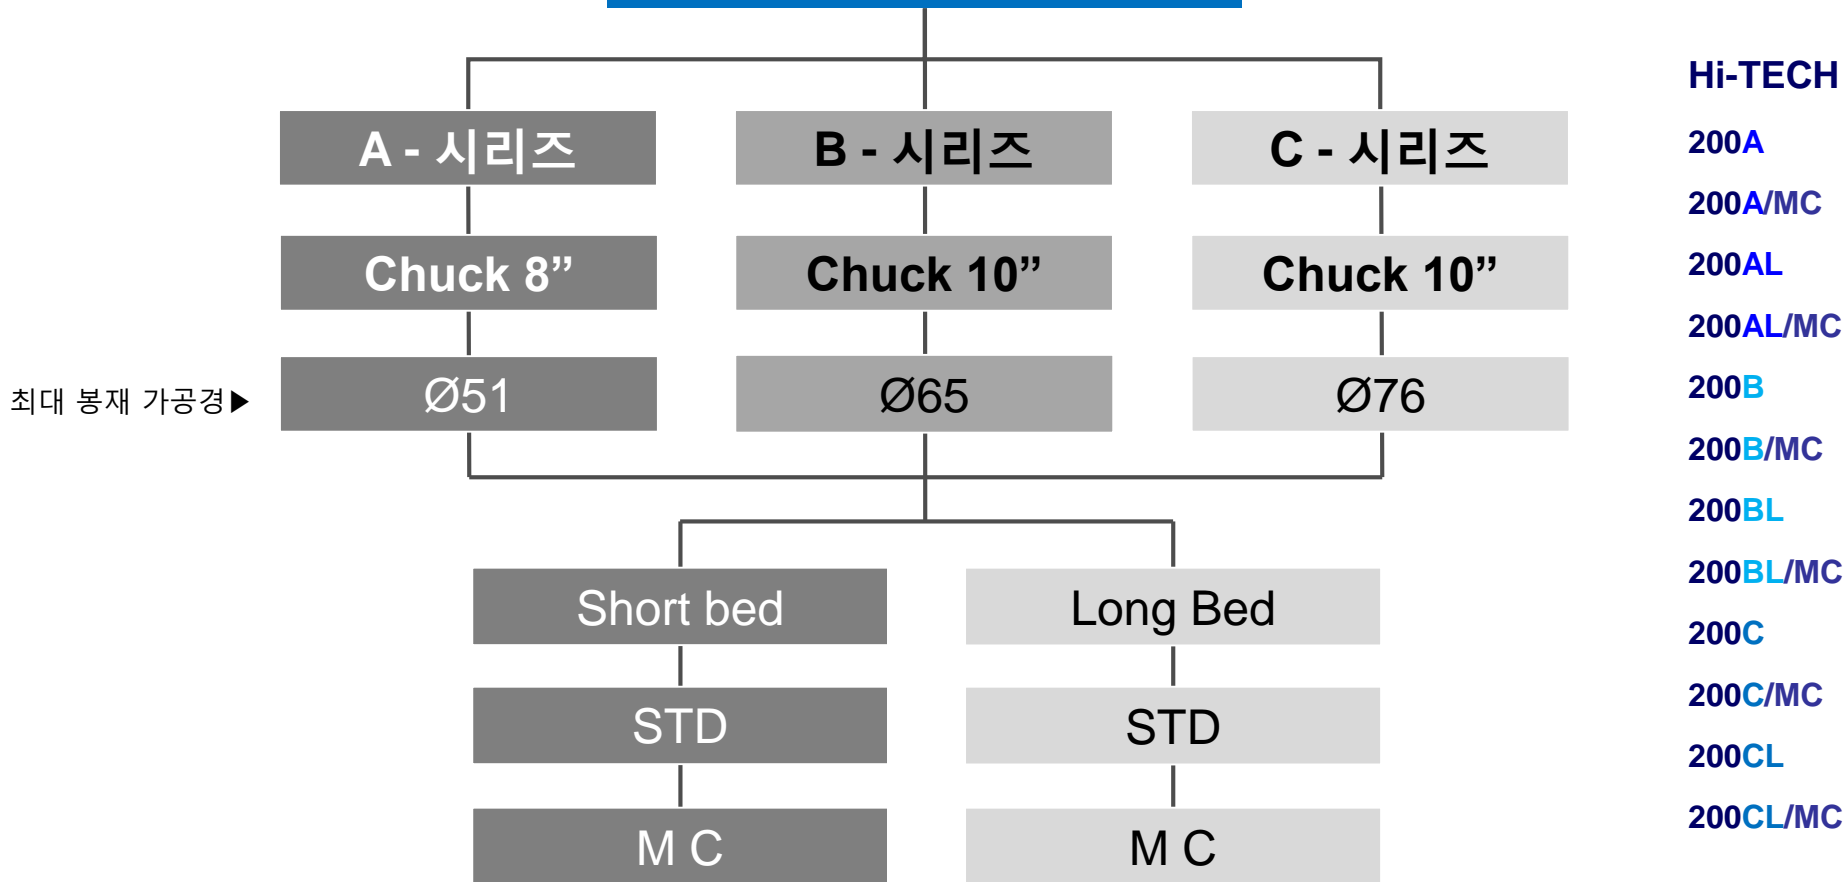 A - 시리즈
B - 시리즈
C - 시리즈
Chuck 8”
Chuck 10”
Chuck 10”
최대 봉재 가공경▶
Ø51
Ø65
Ø76
Short bed
Long Bed
STD
STD
M C
M C
Hi-TECH
200A
200A/MC
200AL
200AL/MC
200B
200B/MC
200BL
200BL/MC
200C
200C/MC
200CL
200CL/MC